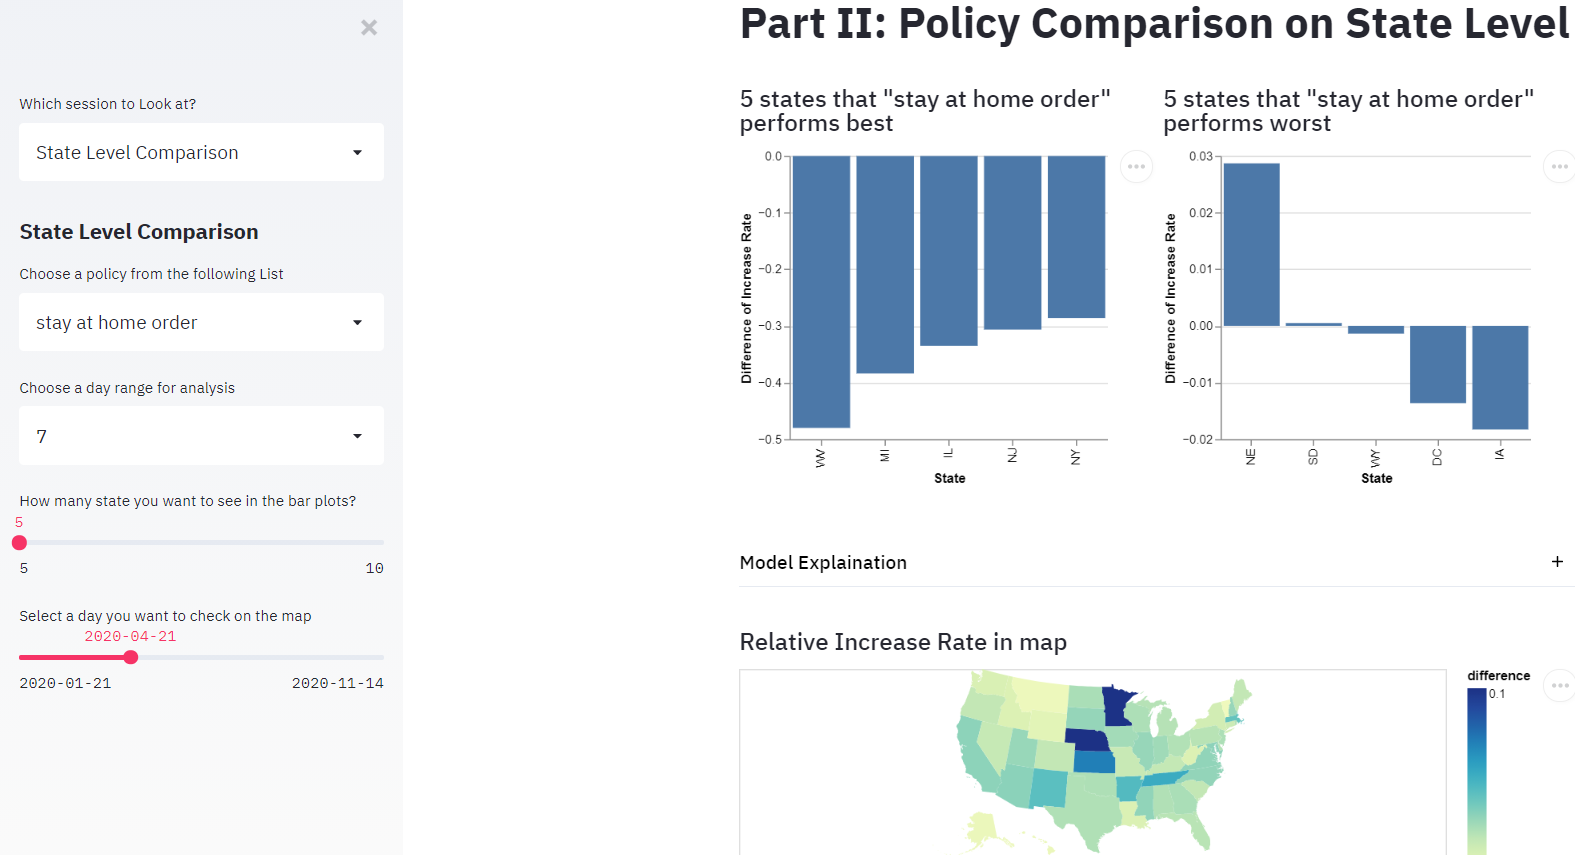 Which session to Look at?
State Level Comparison
State Level Comparison
Choose a policy from the following List
stay at home order
Choose a day range for analysis
7
How many state you want to see in the bar plots?
5
5 10
Select a day you want to check on the map
2020-04-21
2020-01-21 2020-11-14
Part II: Policy Comparison on State Level
5 states that "stay at home order"
performs best
Difference of Increase Rate
0.0
−0.1
−0.2
−0.3
−0.4
−0.5
WV MI IL NJ NY
State
5 states that "stay at home order"
performs worst
Difference of Increase Rate
0.03
0.02
0.01
0.00
−0.01
−0.02
NE SD WY DC IA
State
Model Explaination +
Relative Increase Rate in map
difference
0.1